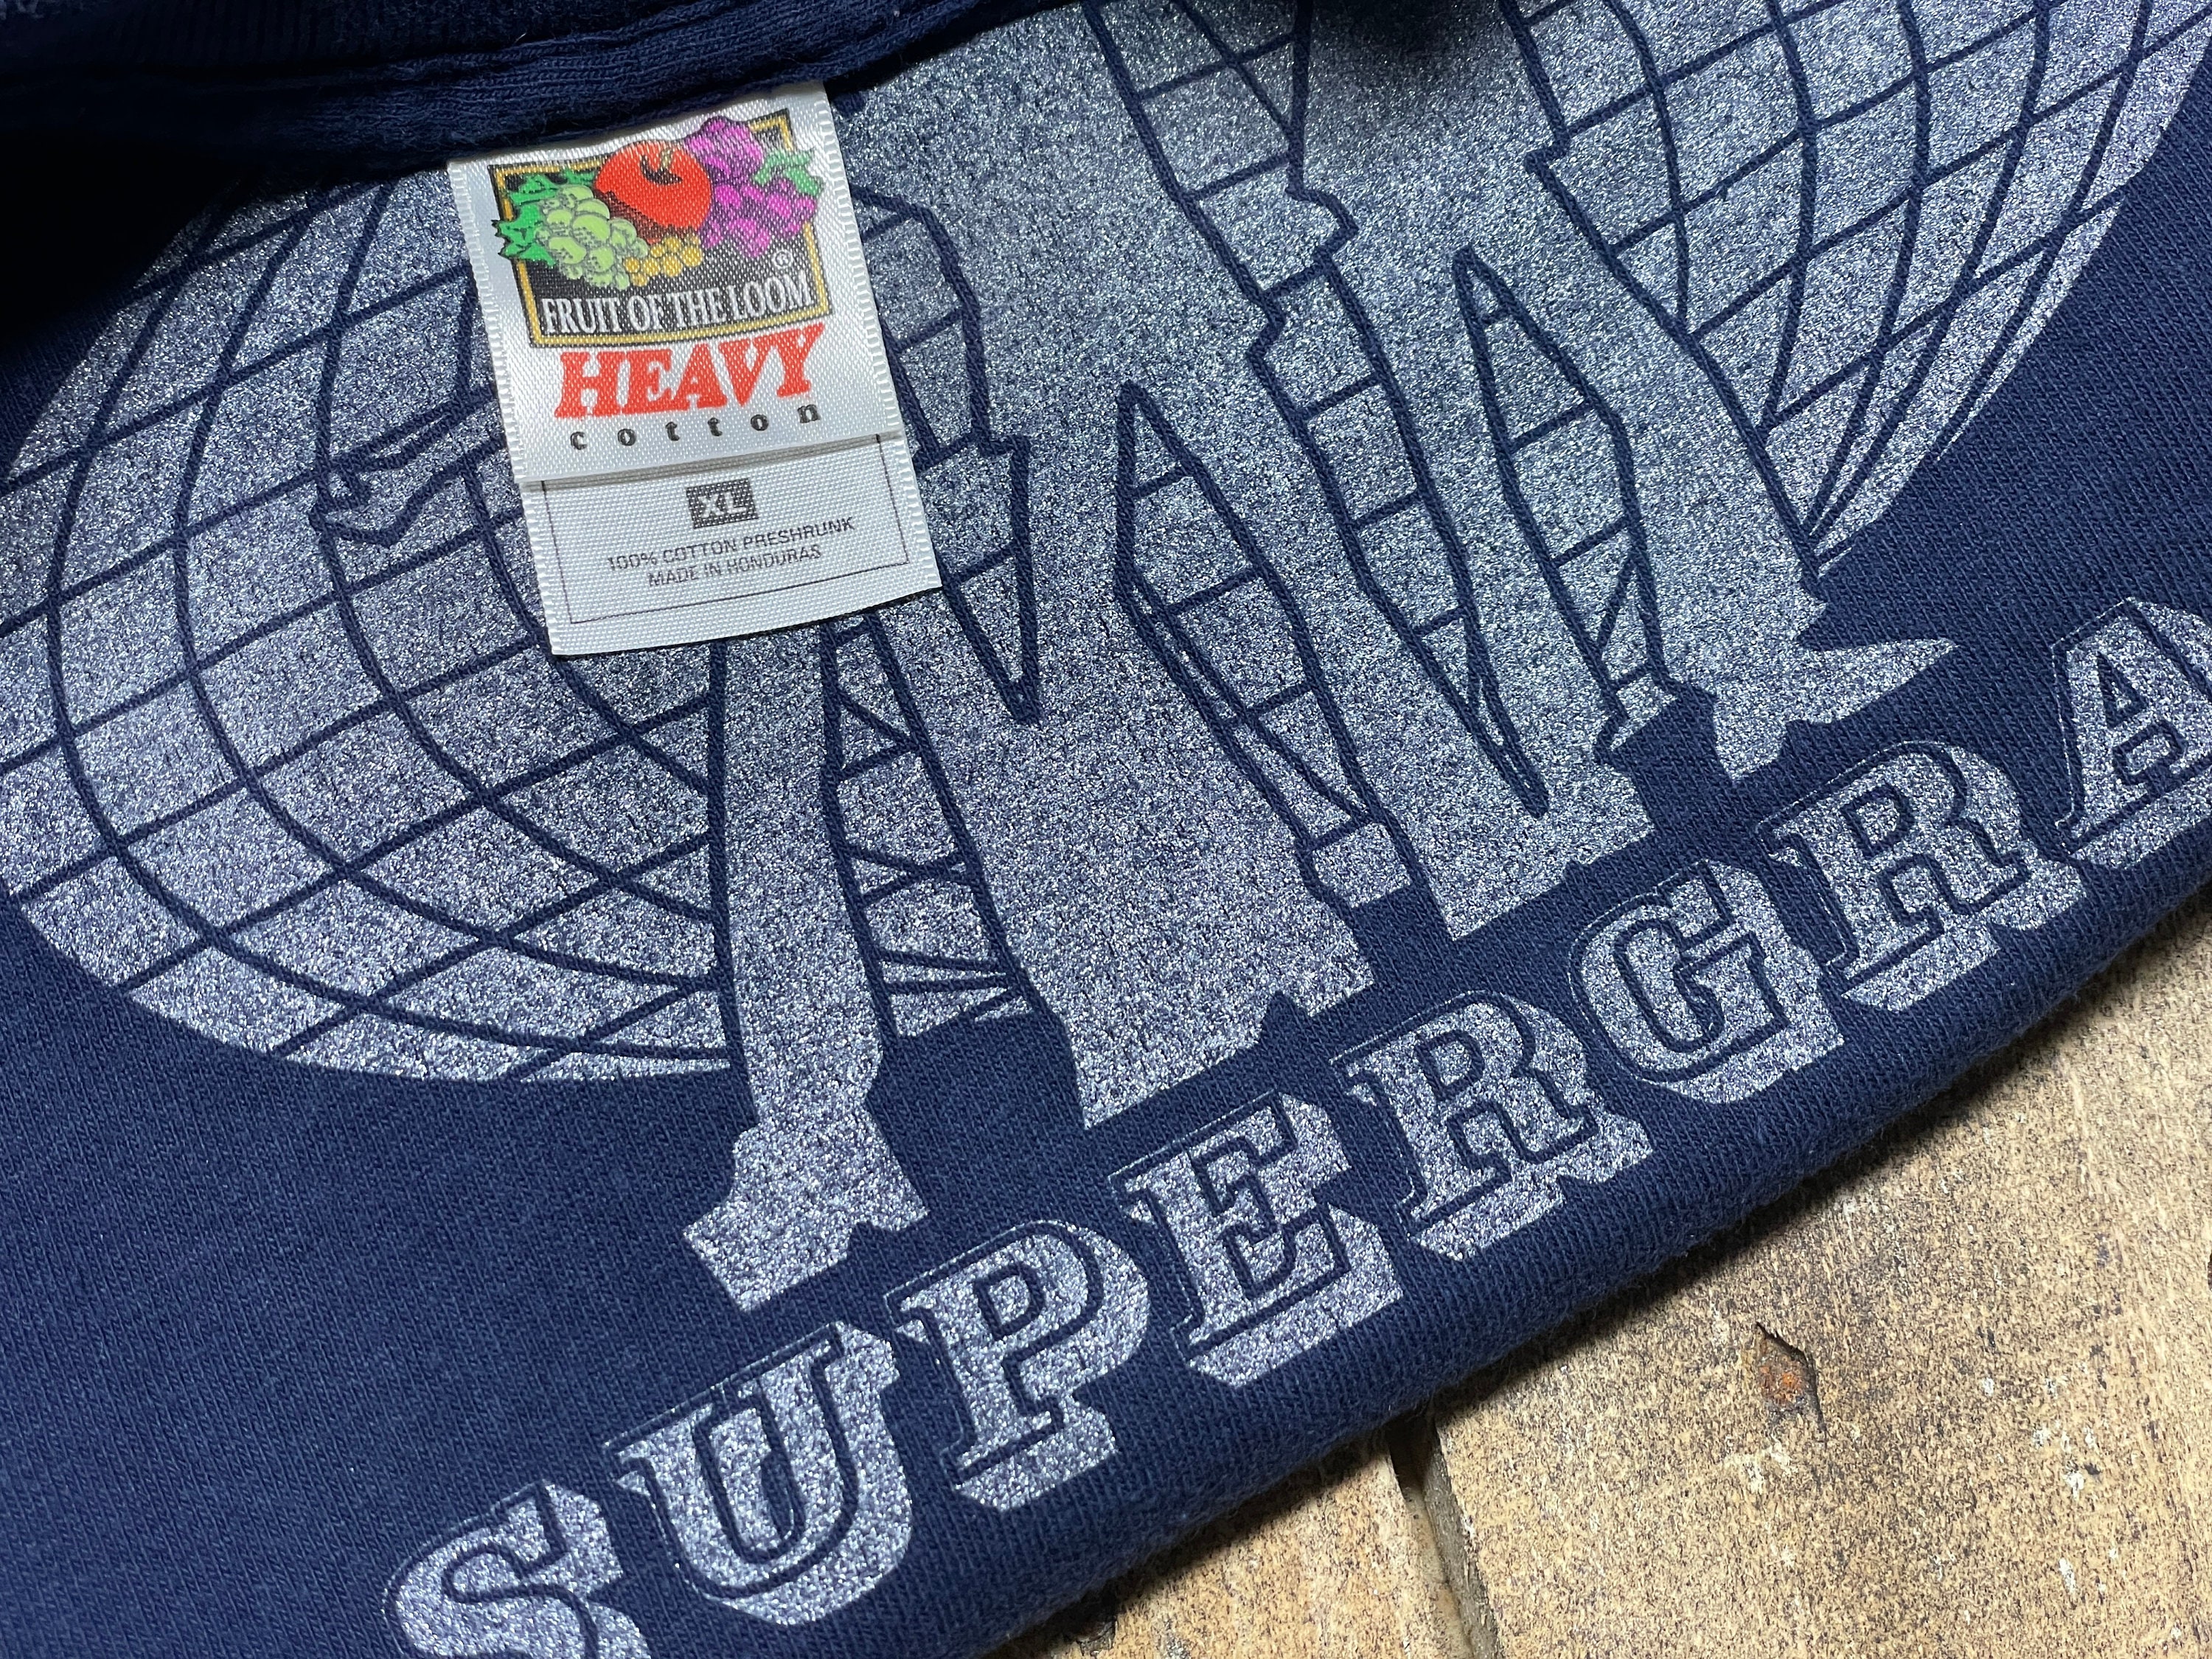 FRUIT OF THE LOOM ®
HEAVY
cotton
XL
100% COTTON PRESHRUNK
MADE IN HONDURAS
SUPERGRA